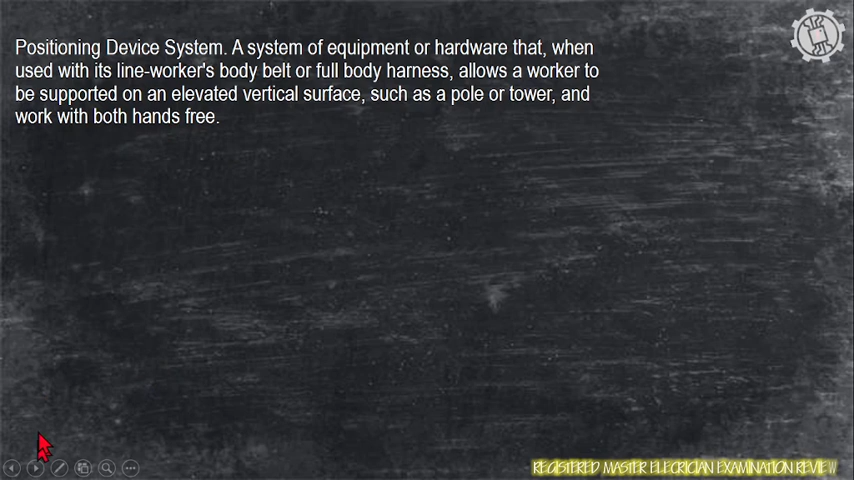 Positioning Device System. A system of equipment or hardware that, when
used with its line-worker's body belt or full body harness, allows a worker to
be supported on an elevated vertical surface, such as a pole or tower, and
work with both hands free.
REGISTERED MASTER ELECRICIAN EXAMINATION REVIEW